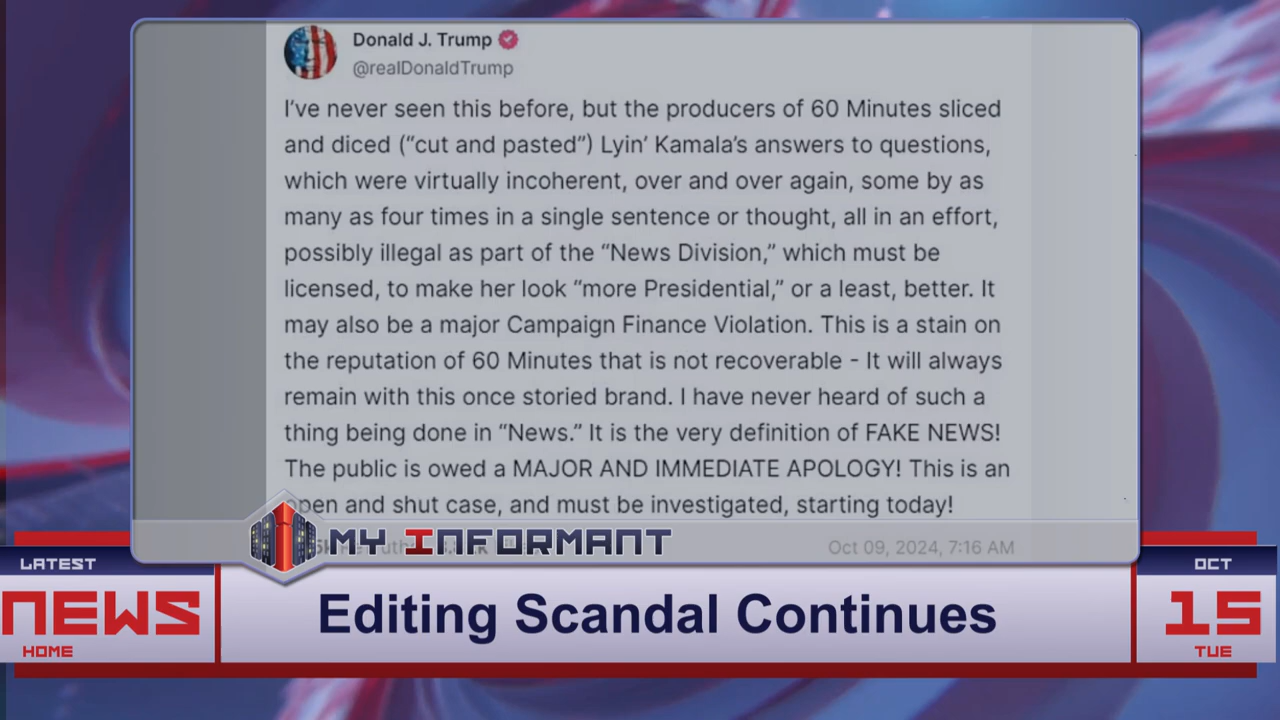 Donald J. Trump
@realDonaldTrump
I’ve never seen this before, but the producers of 60 Minutes sliced
and diced (“cut and pasted”) Lyin’ Kamala’s answers to questions,
which were virtually incoherent, over and over again, some by as
many as four times in a single sentence or thought, all in an effort,
possibly illegal as part of the “News Division,” which must be
licensed, to make her look “more Presidential,” or a least, better. It
may also be a major Campaign Finance Violation. This is a stain on
the reputation of 60 Minutes that is not recoverable - It will always
remain with this once storied brand. I have never heard of such a
thing being done in “News.” It is the very definition of FAKE NEWS!
The public is owed a MAJOR AND IMMEDIATE APOLOGY! This is an
open and shut case, and must be investigated, starting today!
Oct 09, 2024, 7:16 AM
MY INFORMANT
LATEST
NEWS
HOME
Editing Scandal Continues
OCT
15
TUE